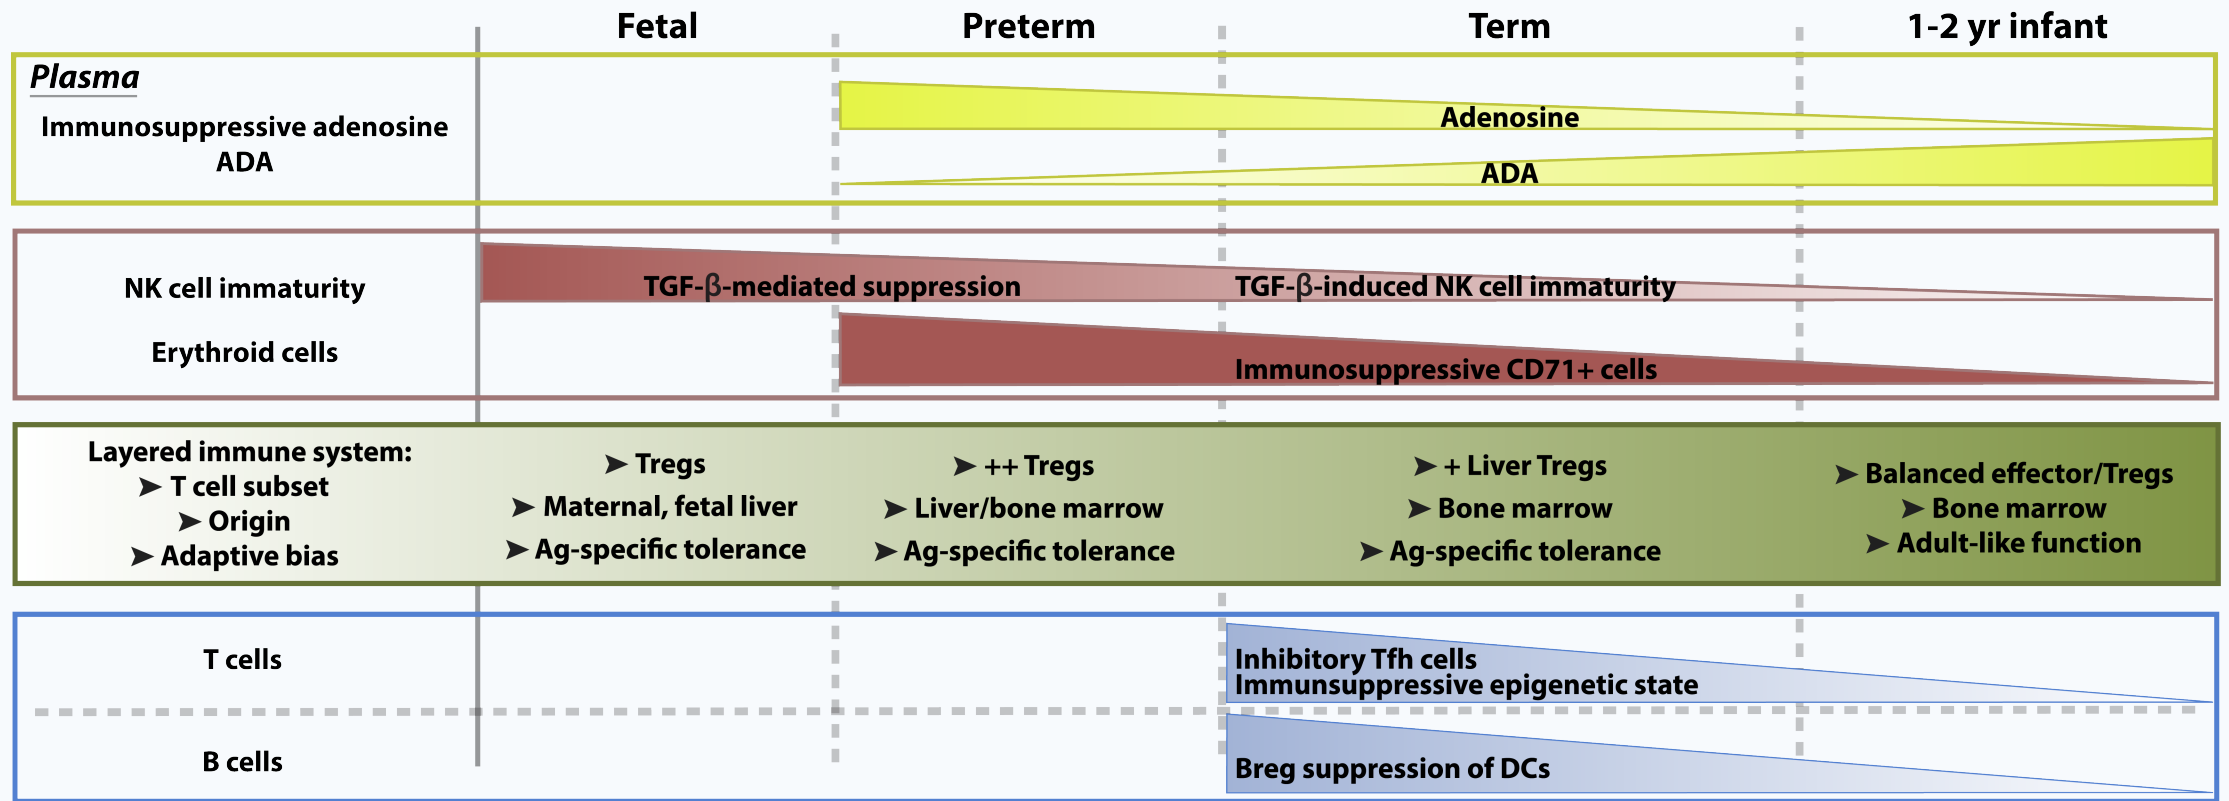 Fetal Preterm Term 1-2 yr infant
Plasma
Immunosuppressive adenosine
ADA
Adenosine
ADA
NK cell immaturity
TGF-β-mediated suppression
TGF-β-induced NK cell immaturity
Erythroid cells
Immunosuppressive CD71+ cells
Layered immune system:
➤ T cell subset
➤ Origin
➤ Adaptive bias
➤ Tregs
➤ Maternal, fetal liver
➤ Ag-specific tolerance
➤ ++ Tregs
➤ Liver/bone marrow
➤ Ag-specific tolerance
➤ + Liver Tregs
➤ Bone marrow
➤ Ag-specific tolerance
➤ Balanced effector/Tregs
➤ Bone marrow
➤ Adult-like function
T cells
Inhibitory Tfh cells
Immunsuppressive epigenetic state
B cells
Breg suppression of DCs